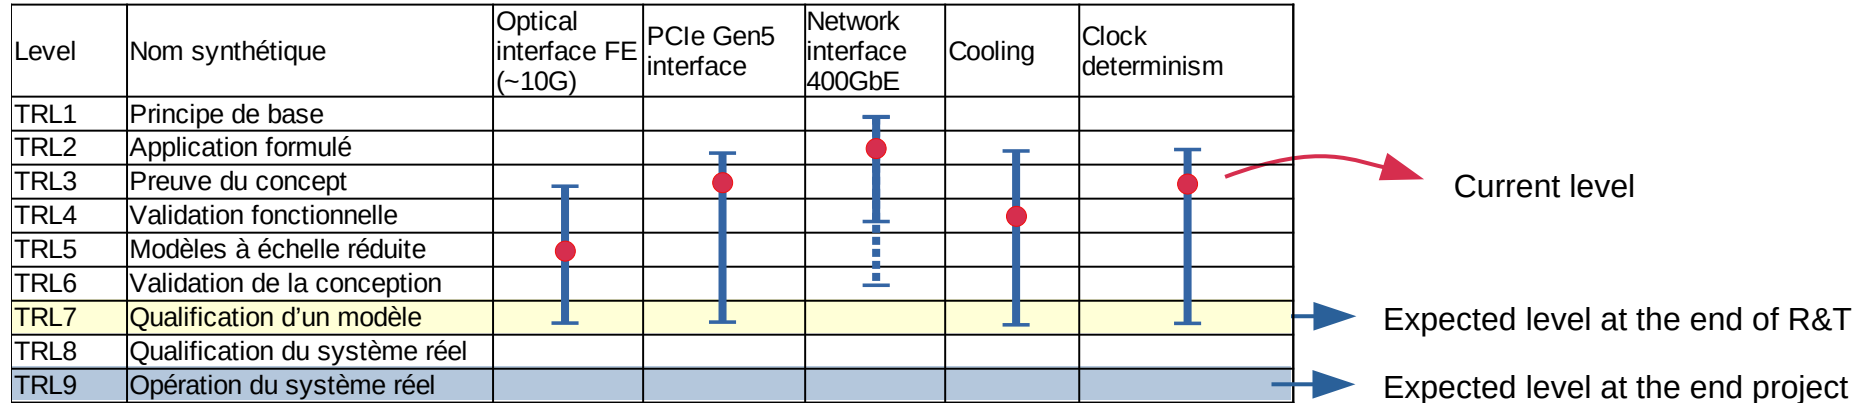 Level
Nom synthétique
Optical
interface FE
(~10G)
PCIe Gen5
interface
Network
interface
400GbE
Cooling
Clock
determinism
TRL1 Principe de base
TRL2 Application formulé
TRL3 Preuve du concept
TRL4 Validation fonctionnelle
TRL5 Modèles à échelle réduite
TRL6 Validation de la conception
TRL7 Qualification d’un modèle
TRL8 Qualification du système réel
TRL9 Opération du système réel
Current level
Expected level at the end of R&T
Expected level at the end project